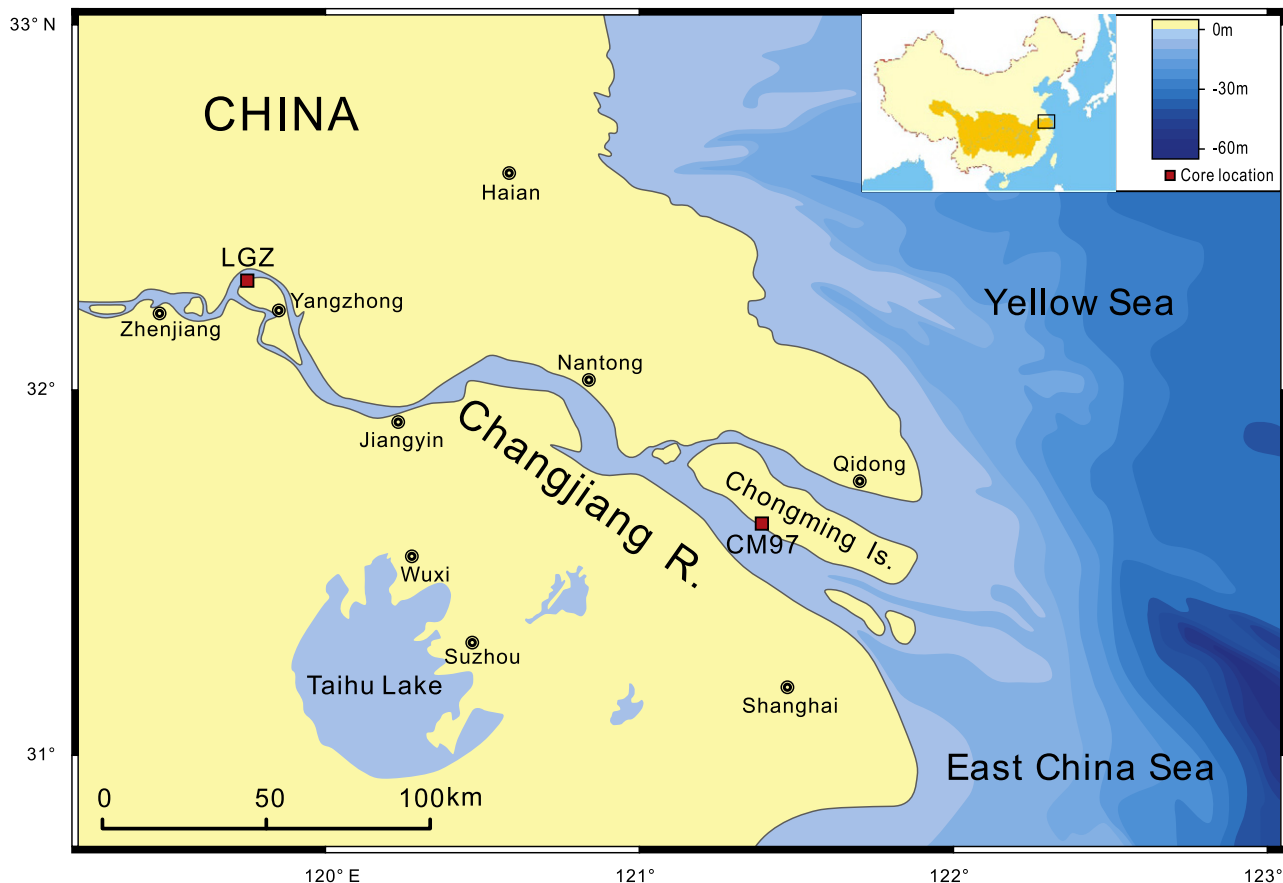 33° N
0m
-30m
-60m
Core location
CHINA
Haian
LGZ
Yangzhong
Zhenjiang
Yellow Sea
32°
Nantong
Jiangyin
Changjiang R.
Qidong
Chongming Is.
CM97
Wuxi
Suzhou
Taihu Lake
Shanghai
31°
East China Sea
0 50 100km
120° E 121° 122° 123°